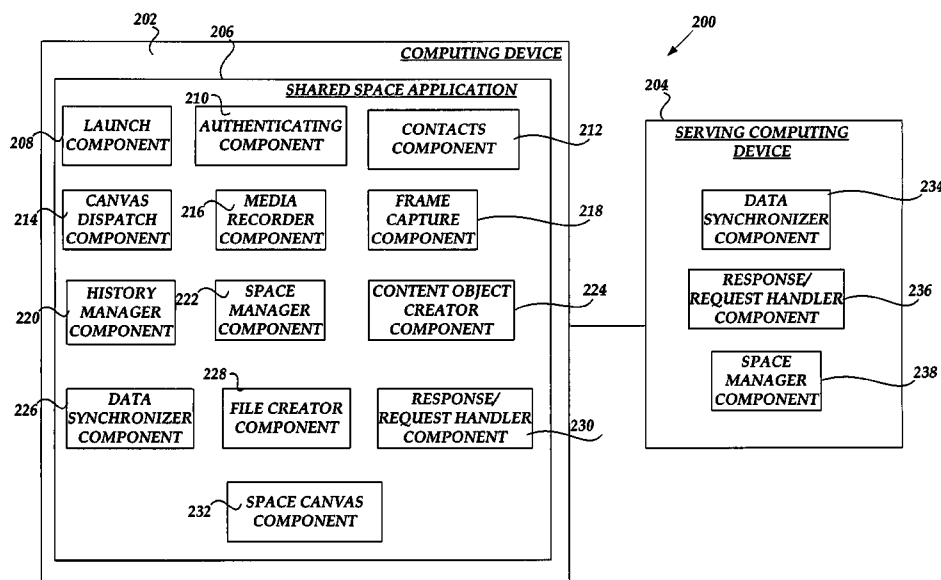 202
206
COMPUTING DEVICE
200
SHARED SPACE APPLICATION
204
208
LAUNCH
COMPONENT
210
AUTHENTICATING
COMPONENT
CONTACTS
COMPONENT
212
SERVING COMPUTING
DEVICE
214
CANVAS
DISPATCH
COMPONENT
216
MEDIA
RECORDER
COMPONENT
FRAME
CAPTURE
COMPONENT
218
DATA
SYNCHRONIZER
COMPONENT
234
220
HISTORY
MANAGER
COMPONENT
222
SPACE
MANAGER
COMPONENT
CONTENT OBJECT
CREATOR
COMPONENT
224
RESPONSE/
REQUEST HANDLER
COMPONENT
236
SPACE
MANAGER
COMPONENT
238
226
DATA
SYNCHRONIZER
COMPONENT
228
FILE CREATOR
COMPONENT
RESPONSE/
REQUEST HANDLER
COMPONENT
230
232
SPACE CANVAS
COMPONENT